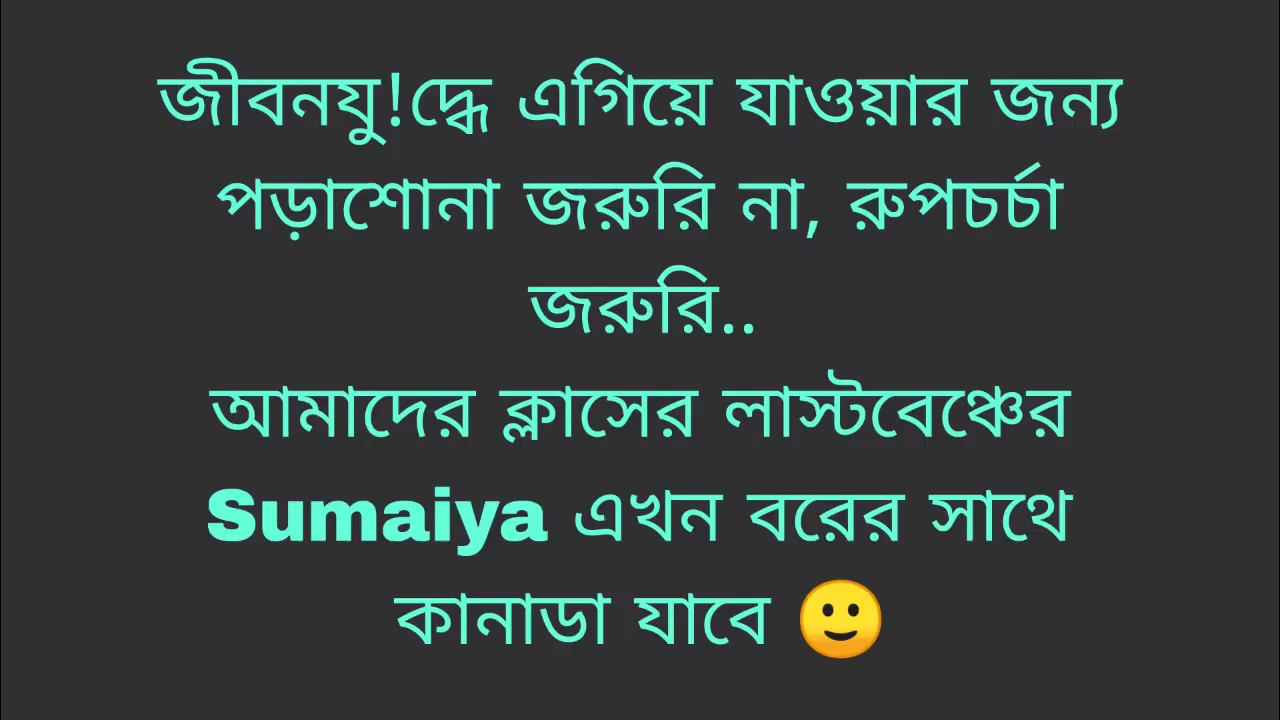 জীবনযু!দ্ধে এগিয়ে যাওয়ার জন্য
পড়াশোনা জরুরি না, রুপচর্চা
জরুরি..
আমাদের ক্লাসের লাস্টবেঞ্চের
Sumaiya এখন বরের সাথে
কানাডা যাবে 🙂